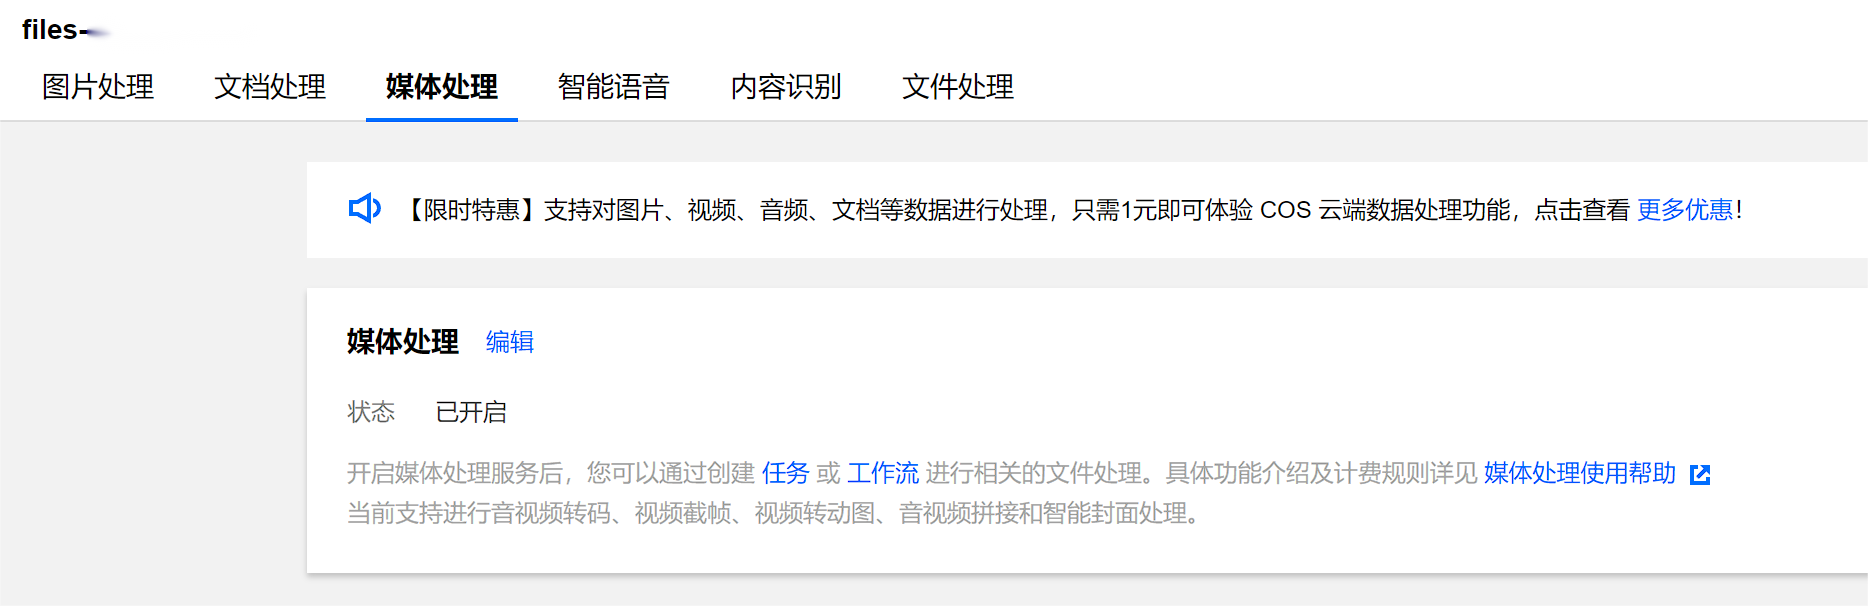 files-
图片处理 文档处理 媒体处理 智能语音 内容识别 文件处理
【限时特惠】支持对图片、视频、音频、文档等数据进行处理，只需1元即可体验 COS 云端数据处理功能，点击查看 更多优惠！
媒体处理 编辑
状态 已开启
开启媒体处理服务后，您可以通过创建 任务 或 工作流 进行相关的文件处理。具体功能介绍及计费规则详见 媒体处理使用帮助
当前支持进行音视频转码、视频截帧、视频转动图、音视频拼接和智能封面处理。